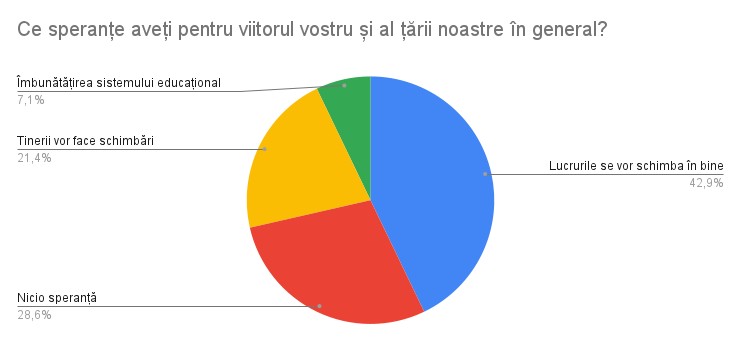 Ce speranțe aveți pentru viitorul vostru și al țării noastre în general?
Îmbunătățirea sistemului educațional
7,1%
Tinerii vor face schimbări
21,4%
Lucrurile se vor schimba în bine
42,9%
Nicio speranță
28,6%